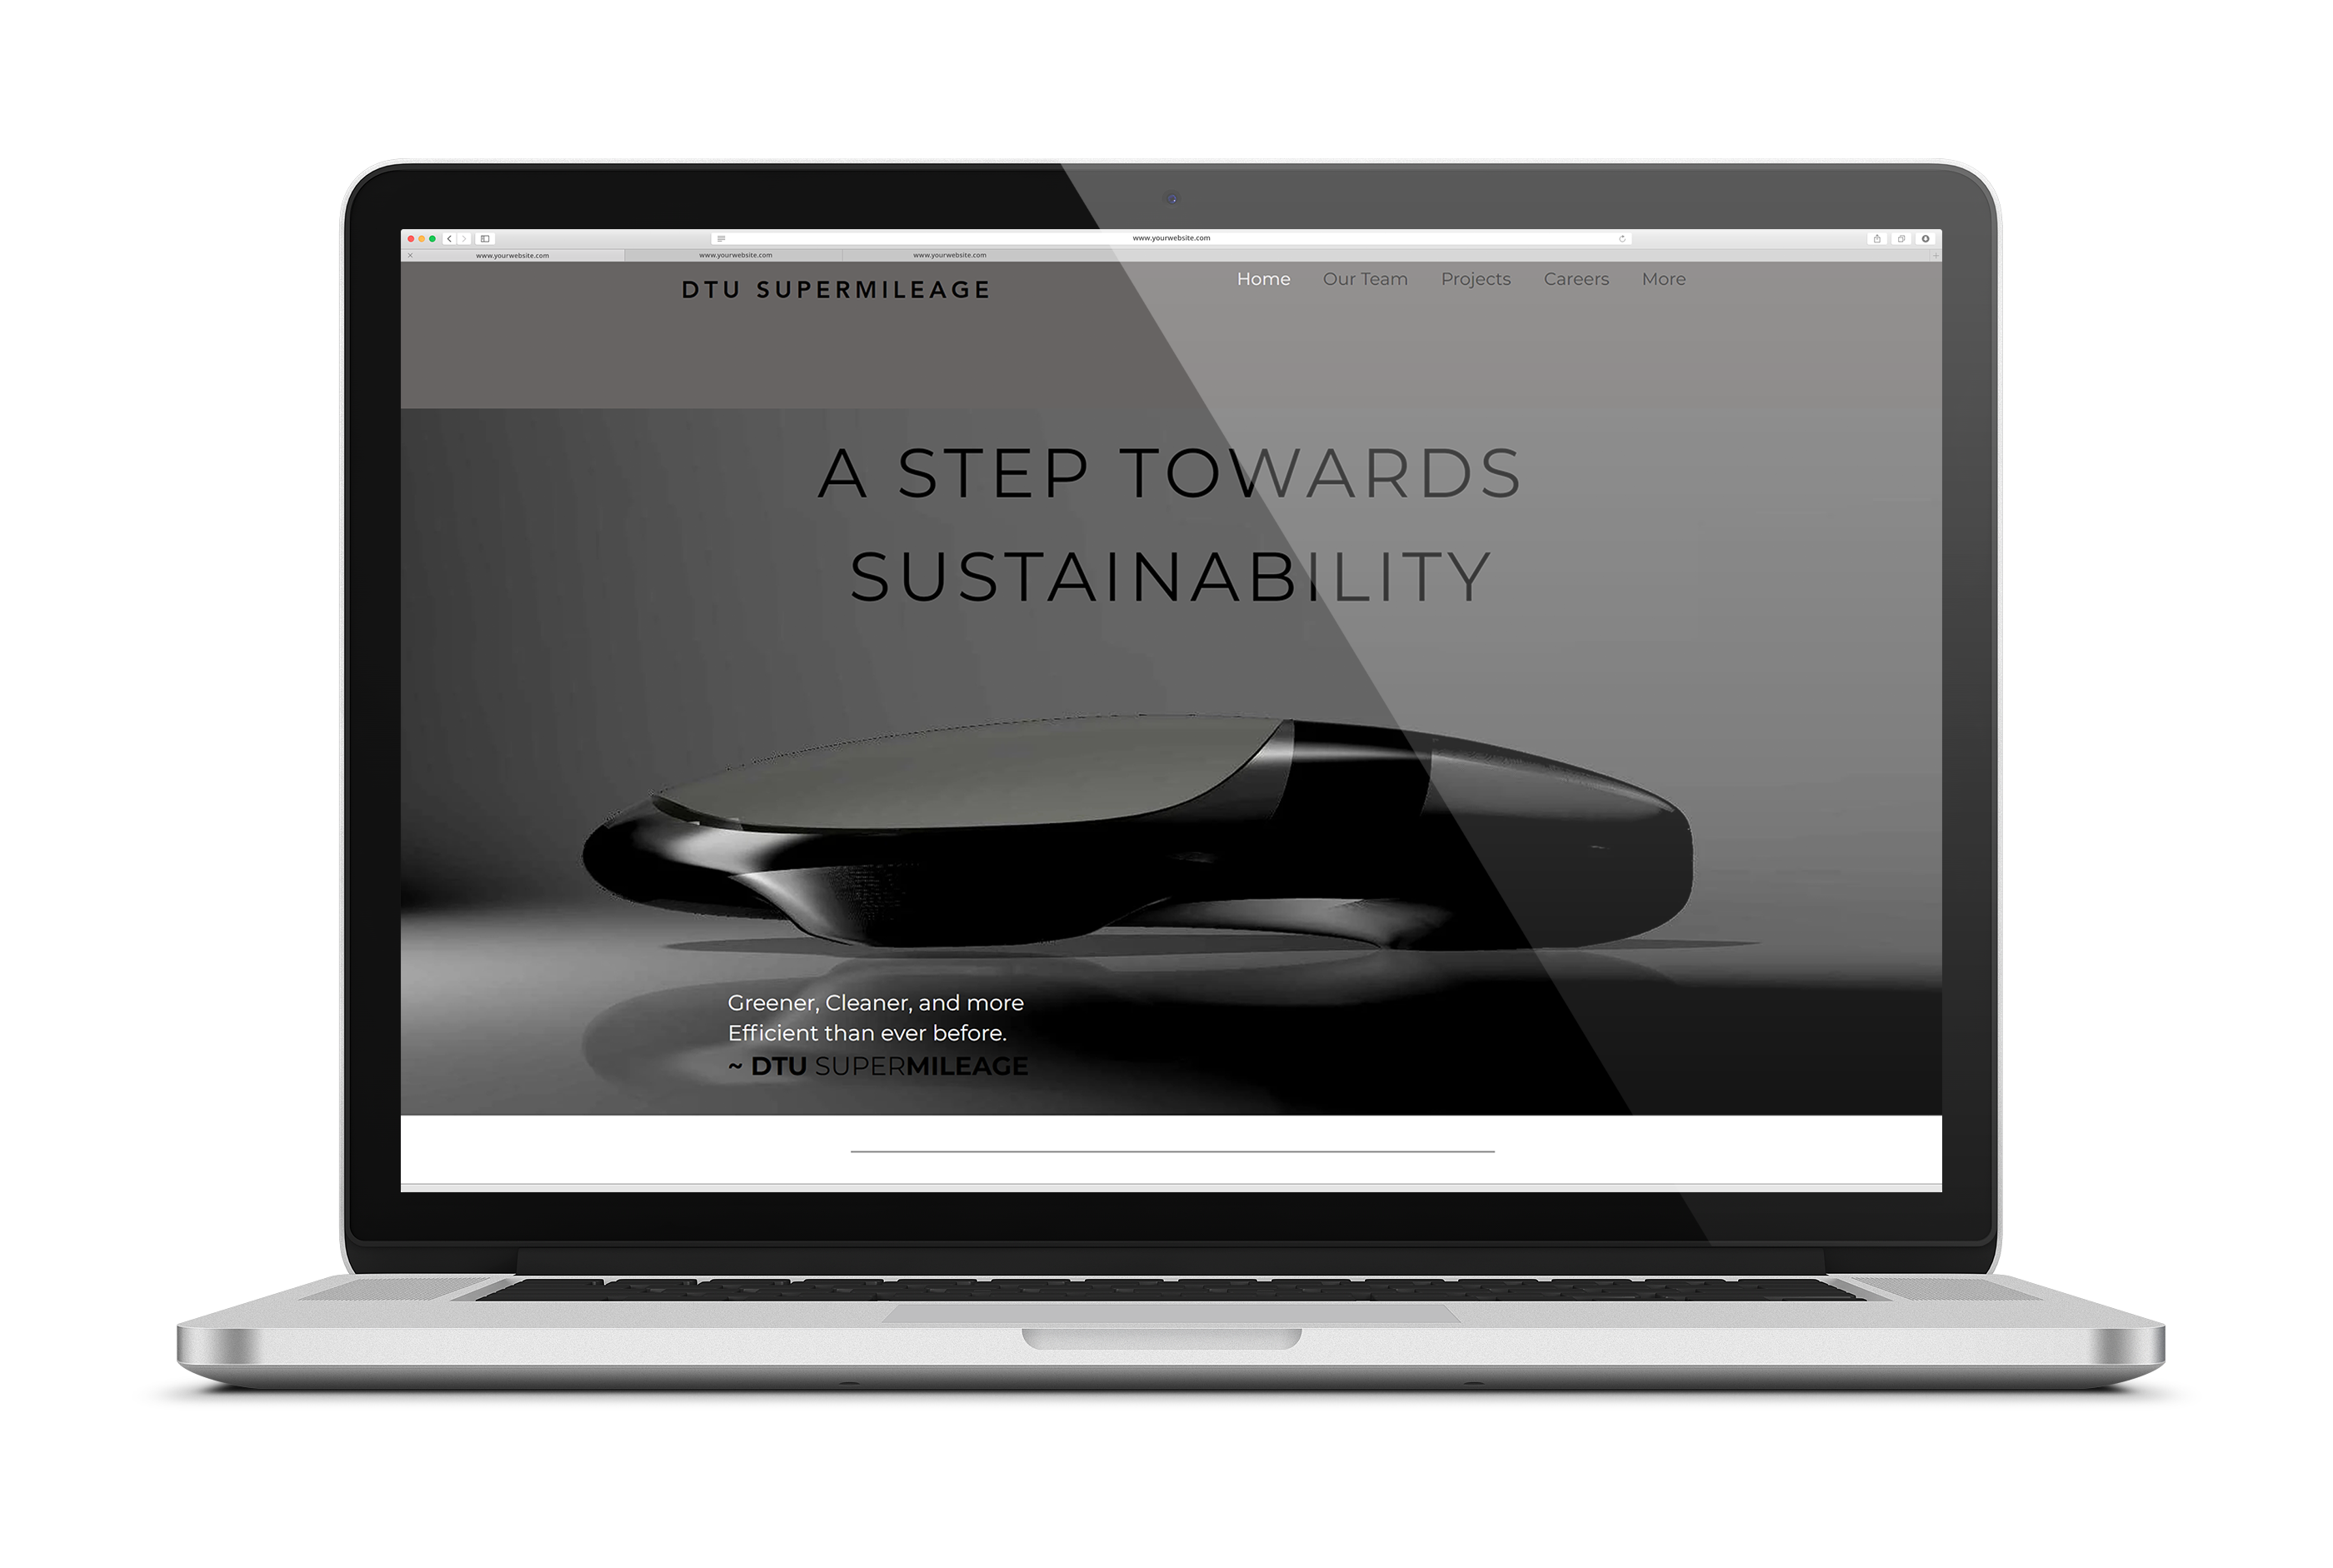 www.yourwebsite.com
www.yourwebsite.com
www.yourwebsite.com
www.yourwebsite.com
DTU SUPERMILEAGE
Home Our Team Projects Careers More
A STEP TOWARDS
SUSTAINABILITY
Greener, Cleaner, and more
Efficient than ever before.
~ DTU SUPERMILEAGE